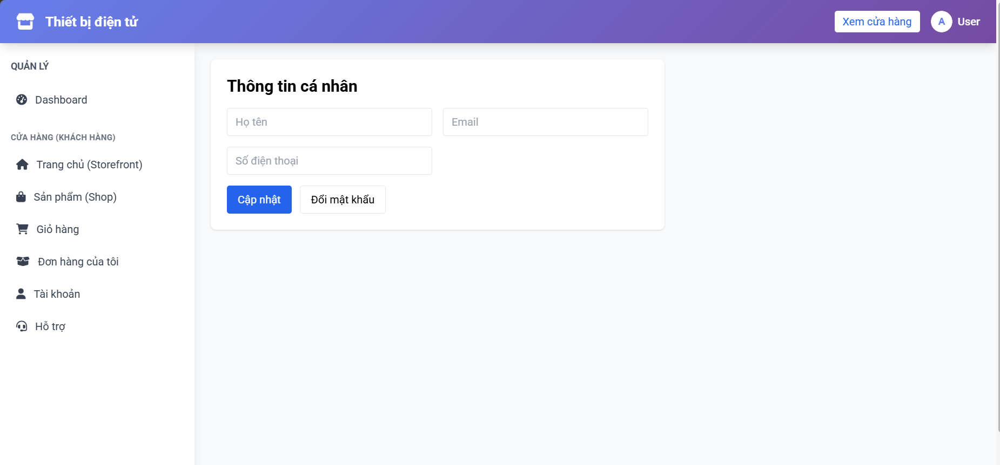 Thiết bị điện tử
Xem cửa hàng
A
User
QUẢN LÝ
Dashboard
CỬA HÀNG (KHÁCH HÀNG)
Trang chủ (Storefront)
Sản phẩm (Shop)
Giỏ hàng
Đơn hàng của tôi
Tài khoản
Hỗ trợ
Thông tin cá nhân
Họ tên
Email
Số điện thoại
Cập nhật
Đổi mật khẩu